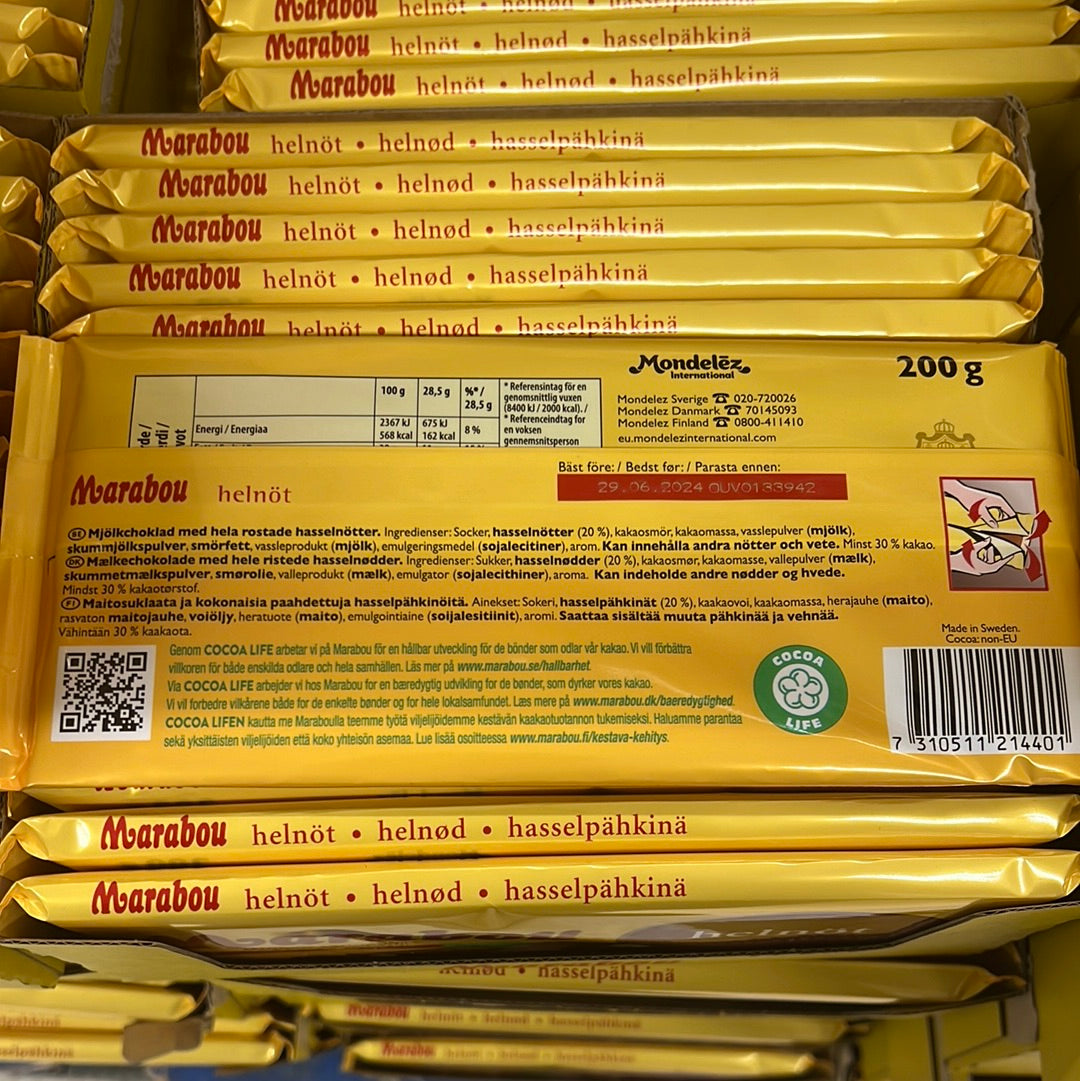 Marabou helnöt • helnød
Marabou helnöt • helnød • hasselpähkinä
Marabou helnöt • helnød • hasselpähkinä
Marabou helnöt • helnød • hasselpähkinä
Marabou helnöt • helnød • hasselpähkinä
Marabou helnöt • helnød • hasselpähkinä
Marabou helnöt • helnød • hasselpähkinä
Marabou helnöt • helnød • hasselpähkinä
Mondelēz
International
200 g
100 g 28,5 g %*/
28,5 g
Energi / Energiaa
2367 kJ 675 kJ
568 kcal 162 kcal 8 %
* Referensintag för en
genomsnittlig vuxen
(8400 kJ / 2000 kcal). /
* Referenceindtag for
en voksen
gennemsnitsperson
Mondelez Sverige ☎ 020-720026
Mondelez Danmark ☎ 70145093
Mondelez Finland ☎ 0800-411410
eu.mondelezinternational.com
Bäst före: / Bedst før: / Parasta ennen:
29.06.2024 OUV0133942
Marabou helnöt
SE Mjölkchoklad med hela rostade hasselnötter. Ingredienser: Socker, hasselnötter (20 %), kakaosmör, kakaomassa, vasslepulver (mjölk),
skummjölkspulver, smörfett, vassleprodukt (mjölk), emulgeringsmedel (sojalecitiner), arom. Kan innehålla andra nötter och vete. Minst 30 % kakao.
DK Mælkechokolade med hele ristede hasselnødder. Ingredienser: Sukker, hasselnødder (20 %), kakaosmør, kakaomasse, vallepulver (mælk),
skummetmælkspulver, smørolie, valleprodukt (mælk), emulgator (sojalecithiner), aroma. Kan indeholde andre nødder og hvede.
Mindst 30 % kakaotørstof.
FI Maitosuklaata ja kokonaisia paahdettuja hasselpähkinöitä. Ainekset: Sokeri, hasselpähkinät (20 %), kaakaovoi, kaakaomassa, herajauhe (maito),
rasvaton maitojauhe, voiöljy, heratuote (maito), emulgointiaine (soijalesitiinit), aromi. Saattaa sisältää muuta pähkinää ja vehnää.
Vähintään 30 % kaakaota.
Genom COCOA LIFE arbetar vi på Marabou för en hållbar utveckling för de bönder som odlar vår kakao. Vi vill förbättra
villkoren för både enskilda odlare och hela samhällen. Läs mer på www.marabou.se/hallbarhet.
Via COCOA LIFE arbejder vi hos Marabou for en bæredygtig udvikling for de bønder, som dyrker vores kakao.
Vi vil forbedre vilkårene både for de enkelte bønder og for hele lokalsamfundet. Læs mere på www.marabou.dk/baeredygtighed.
COCOA LIFEN kautta me Maraboulla teemme työtä viljelijöidemme kestävän kaakaotuotannon tukemiseksi. Haluamme parantaa
sekä yksittäisten viljelijöiden että koko yhteisön asemaa. Lue lisää osoitteessa www.marabou.fi/kestava-kehitys.
COCOA
LIFE
Made in Sweden.
Cocoa: non-EU
7 310511 214401
Marabou helnöt • helnød • hasselpähkinä
Marabou helnöt • helnød • hasselpähkinä
hasselpähkinä
Marabou
Marabou